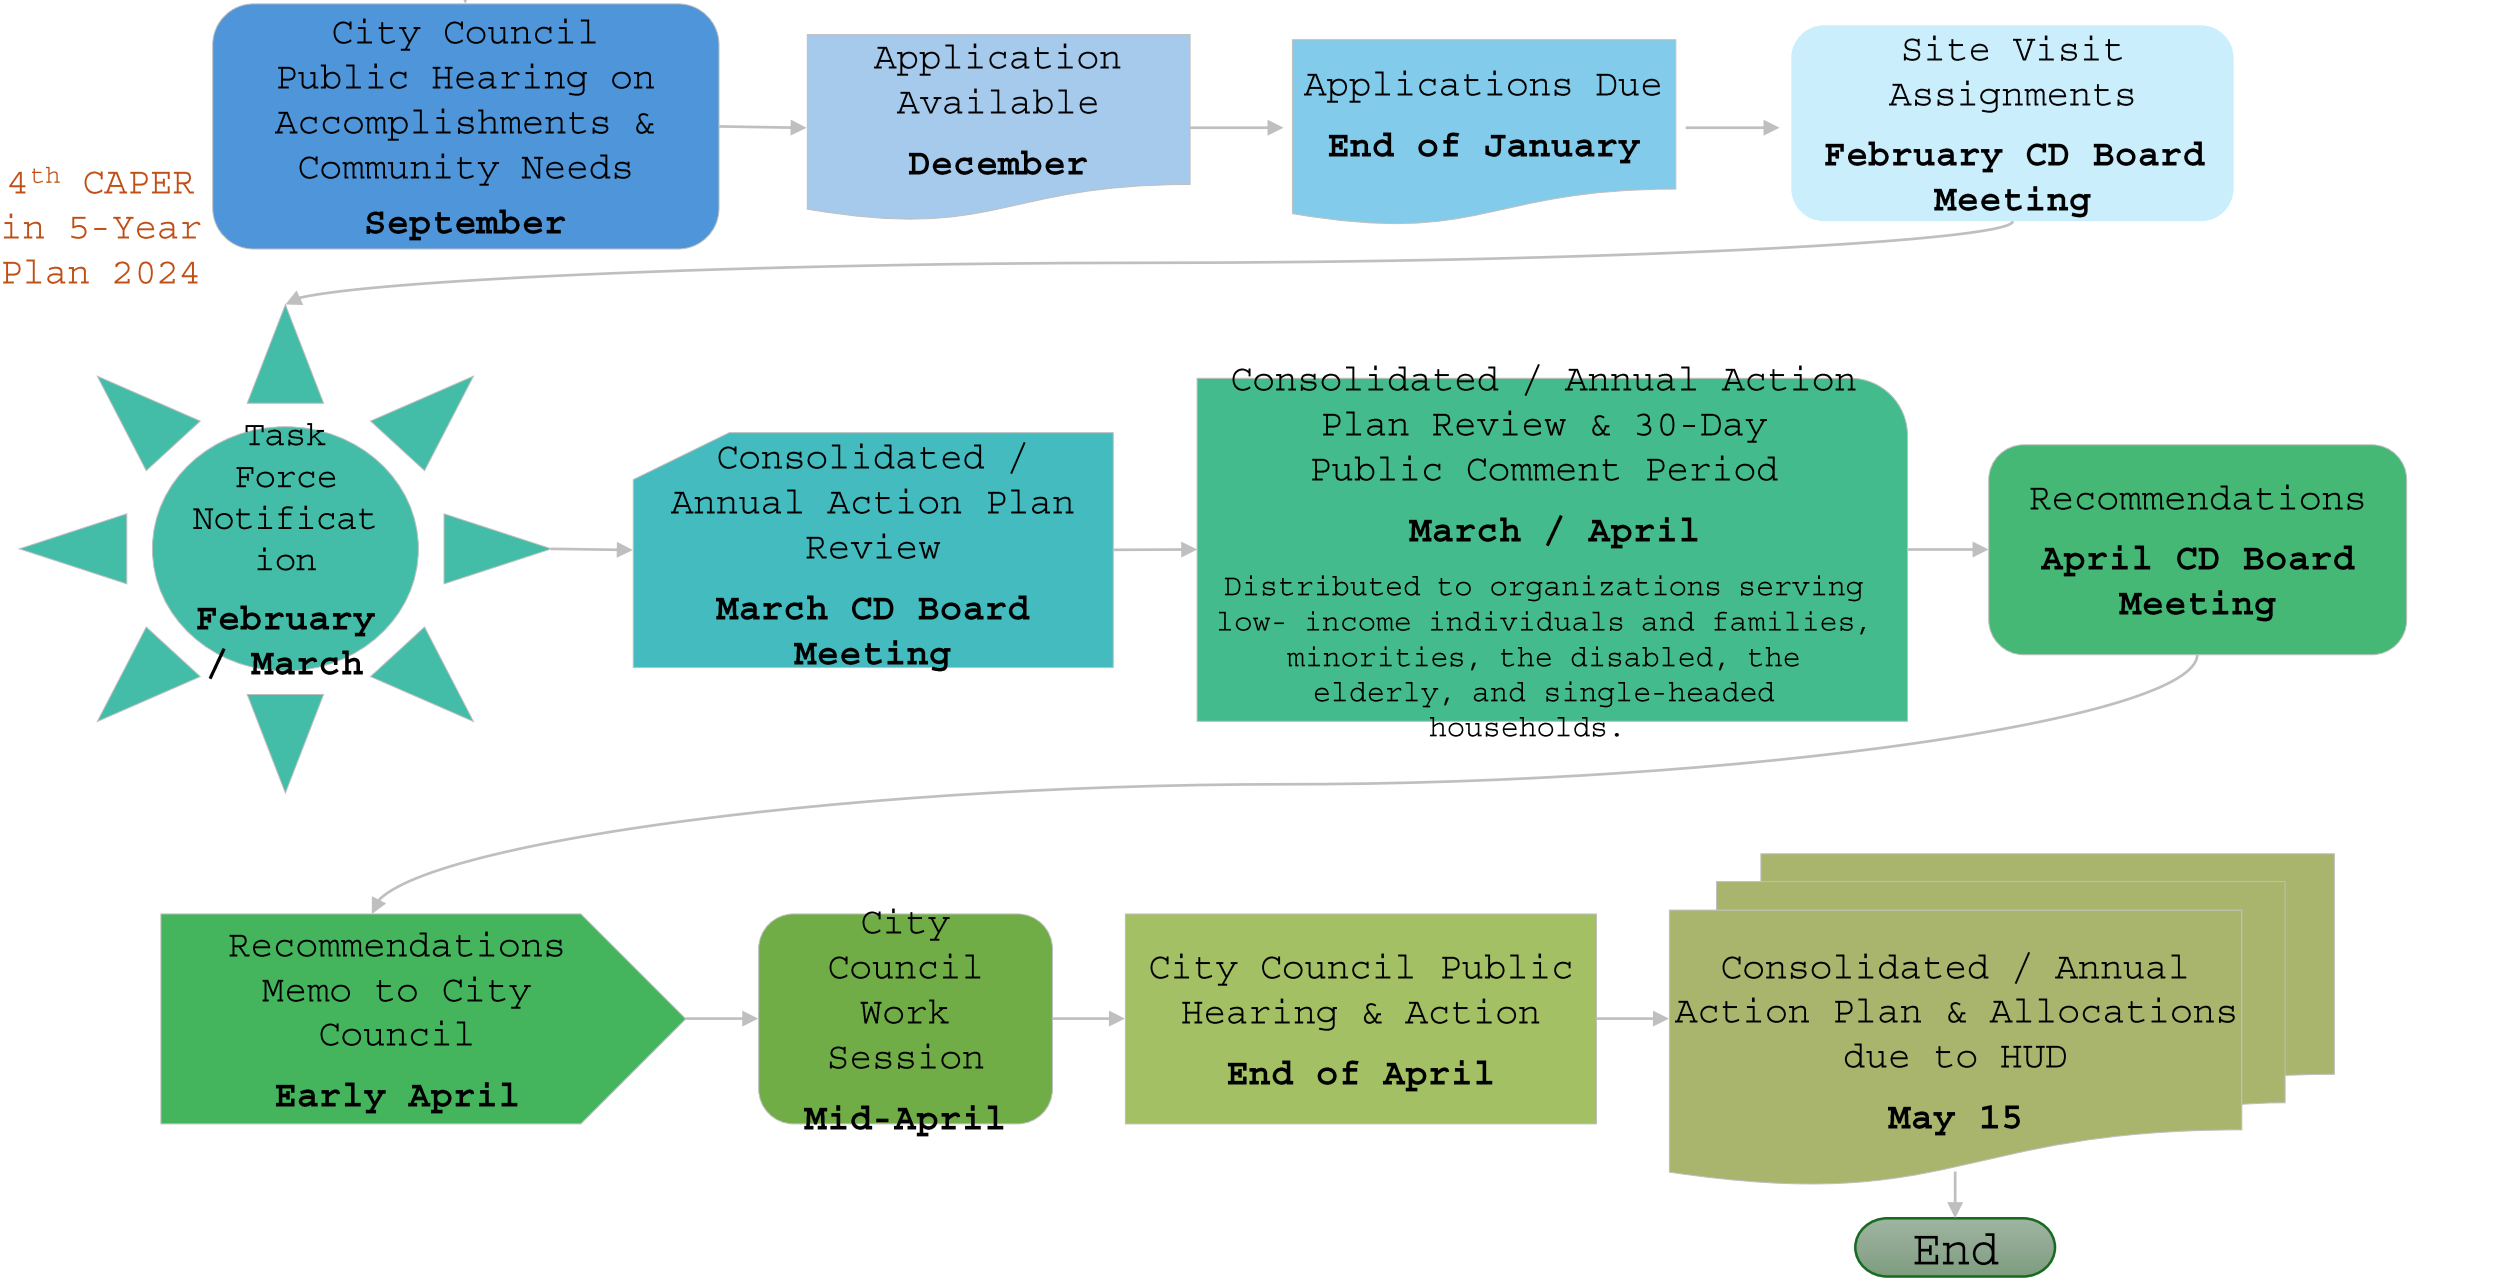 City Council
Public Hearing on
Accomplishments &
Community Needs
September
Application
Available
December
Applications Due
End of January
Site Visit
Assignments
February CD Board
Meeting
4th CAPER
in 5-Year
Plan 2024
Task
Force
Notificat
ion
February
/ March
Consolidated /
Annual Action Plan
Review
March CD Board
Meeting
Consolidated / Annual Action
Plan Review & 30-Day
Public Comment Period
March / April
Distributed to organizations serving
low- income individuals and families,
minorities, the disabled, the
elderly, and single-headed
households.
Recommendations
April CD Board
Meeting
Recommendations
Memo to City
Council
Early April
City
Council
Work
Session
Mid-April
City Council Public
Hearing & Action
End of April
Consolidated / Annual
Action Plan & Allocations
due to HUD
May 15
End